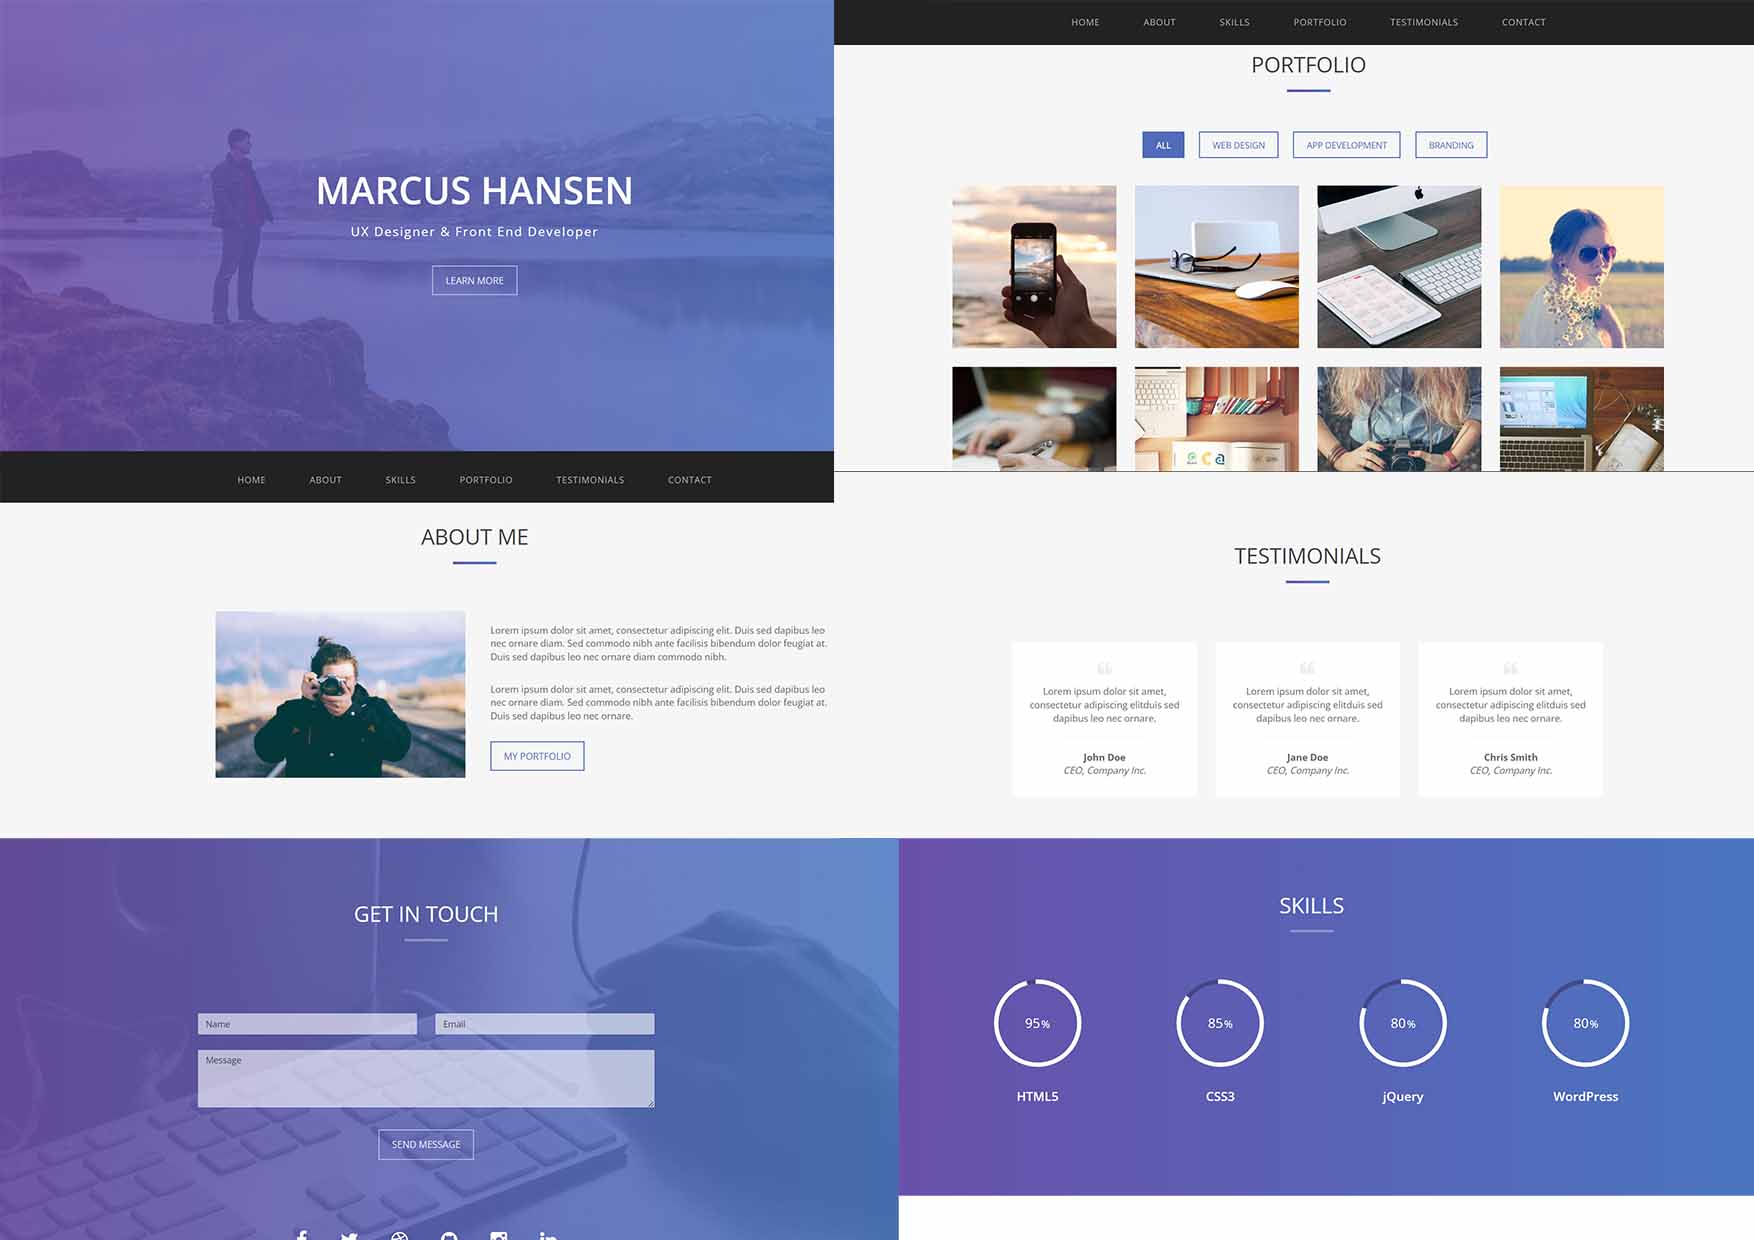 MARCUS HANSEN
UX Designer & Front End Developer
LEARN MORE
HOME ABOUT SKILLS PORTFOLIO TESTIMONIALS CONTACT
ABOUT ME
Lorem ipsum dolor sit amet, consectetur adipiscing elit. Duis sed dapibus leo
nec ornare diam. Sed commodo nibh ante facilisis bibendum dolor feugiat at.
Duis sed dapibus leo nec ornare diam commodo nibh.
Lorem ipsum dolor sit amet, consectetur adipiscing elit. Duis sed dapibus leo
nec ornare diam. Sed commodo nibh ante facilisis bibendum dolor feugiat at.
Duis sed dapibus leo nec ornare.
MY PORTFOLIO
HOME ABOUT SKILLS PORTFOLIO TESTIMONIALS CONTACT
PORTFOLIO
ALL WEB DESIGN APP DEVELOPMENT BRANDING
TESTIMONIALS
Lorem ipsum dolor sit amet,
consectetur adipiscing elitduis sed
dapibus leo nec ornare.
John Doe
CEO, Company Inc.
Lorem ipsum dolor sit amet,
consectetur adipiscing elitduis sed
dapibus leo nec ornare.
Jane Doe
CEO, Company Inc.
Lorem ipsum dolor sit amet,
consectetur adipiscing elitduis sed
dapibus leo nec ornare.
Chris Smith
CEO, Company Inc.
GET IN TOUCH
Name Email
Message
SEND MESSAGE
SKILLS
95% 85% 80% 80%
HTML5 CSS3 jQuery WordPress